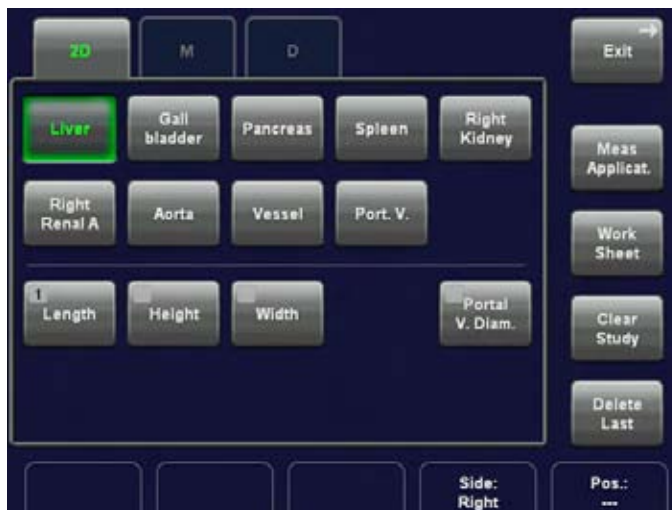 2D
M
D
Exit
Liver
Gall
bladder
Pancreas
Spleen
Right
Kidney
Meas
Applicat.
Right
Renal A
Aorta
Vessel
Port. V.
Work
Sheet
1
Length
Height
Width
Portal
V. Diam.
Clear
Study
Delete
Last
Side:
Right
Pos.:
---